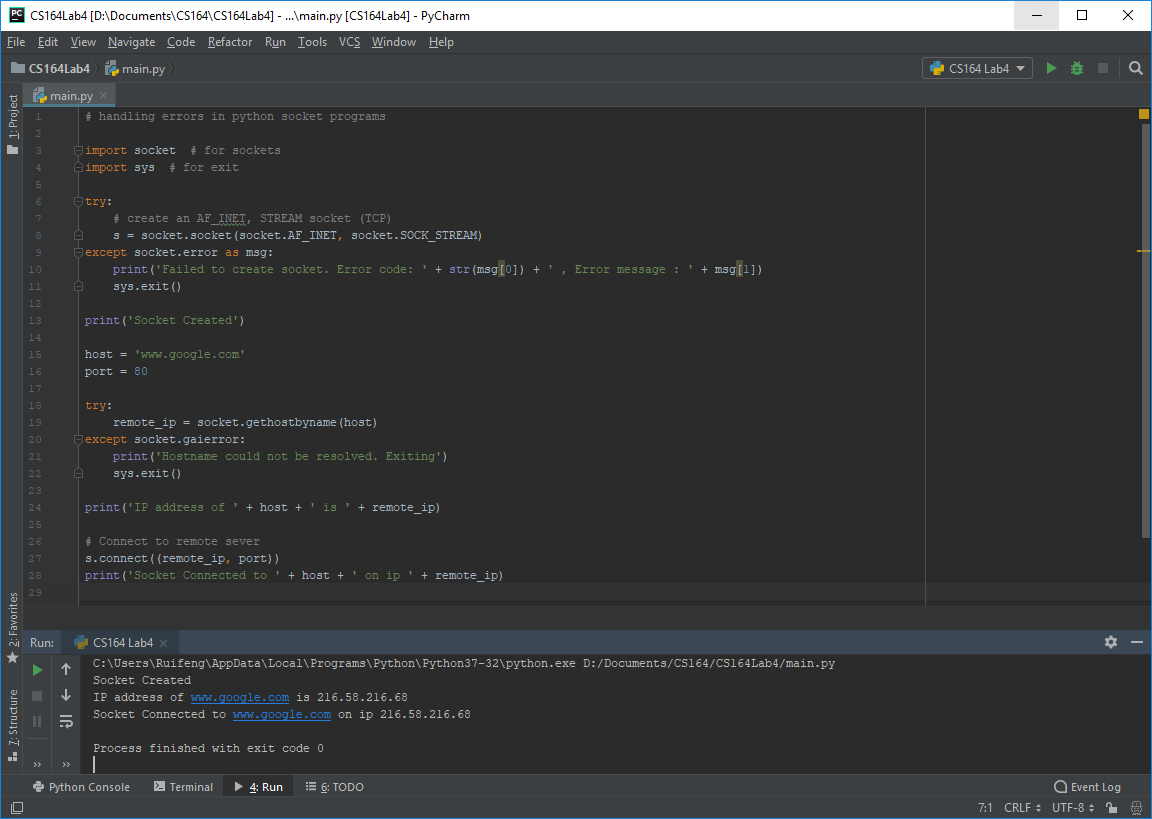 CS164Lab4 [D:\Documents\CS164\CS164Lab4] - ...\main.py [CS164Lab4] - PyCharm
File Edit View Navigate Code Refactor Run Tools VCS Window Help
CS164Lab4 main.py CS164 Lab4
1: Project
main.py
1 # handling errors in python socket programs
2
3 import socket  # for sockets
4 import sys  # for exit
5
6 try:
7     # create an AF_INET, STREAM socket (TCP)
8     s = socket.socket(socket.AF_INET, socket.SOCK_STREAM)
9 except socket.error as msg:
10     print('Failed to create socket. Error code: ' + str(msg[0]) + ' , Error message : ' + msg[1])
11     sys.exit()
12
13 print('Socket Created')
14
15 host = 'www.google.com'
16 port = 80
17
18 try:
19     remote_ip = socket.gethostbyname(host)
20 except socket.gaierror:
21     print('Hostname could not be resolved. Exiting')
22     sys.exit()
23
24 print('IP address of ' + host + ' is ' + remote_ip)
25
26 # Connect to remote sever
27 s.connect((remote_ip, port))
28 print('Socket Connected to ' + host + ' on ip ' + remote_ip)
29
2: Favorites
7: Structure
Run: CS164 Lab4
C:\Users\Ruifeng\AppData\Local\Programs\Python\Python37-32\python.exe D:/Documents/CS164/CS164Lab4/main.py
Socket Created
IP address of www.google.com is 216.58.216.68
Socket Connected to www.google.com on ip 216.58.216.68
Process finished with exit code 0
Python Console Terminal 4: Run 6: TODO Event Log
7:1 CRLF UTF-8